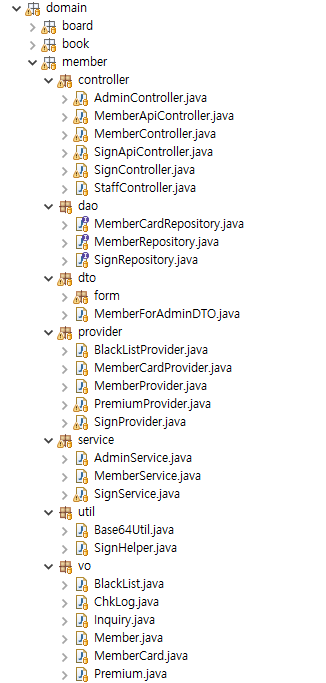 domain
board
book
member
controller
AdminController.java
MemberApiController.java
MemberController.java
SignApiController.java
SignController.java
StaffController.java
dao
MemberCardRepository.java
MemberRepository.java
SignRepository.java
dto
form
MemberForAdminDTO.java
provider
BlackListProvider.java
MemberCardProvider.java
MemberProvider.java
PremiumProvider.java
SignProvider.java
service
AdminService.java
MemberService.java
SignService.java
util
Base64Util.java
SignHelper.java
vo
BlackList.java
ChkLog.java
Inquiry.java
Member.java
MemberCard.java
Premium.java